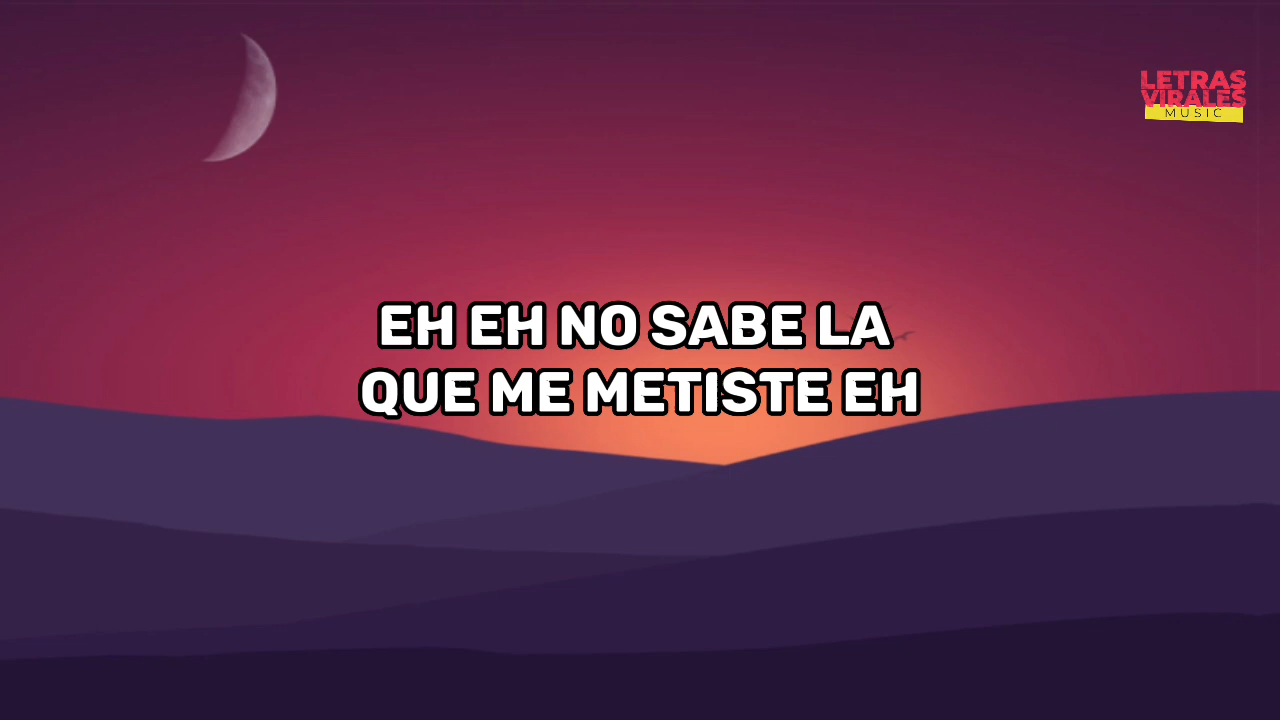 LETRAS
VIRALES
MUSIC
EH EH NO SABE LA
QUE ME METISTE EH